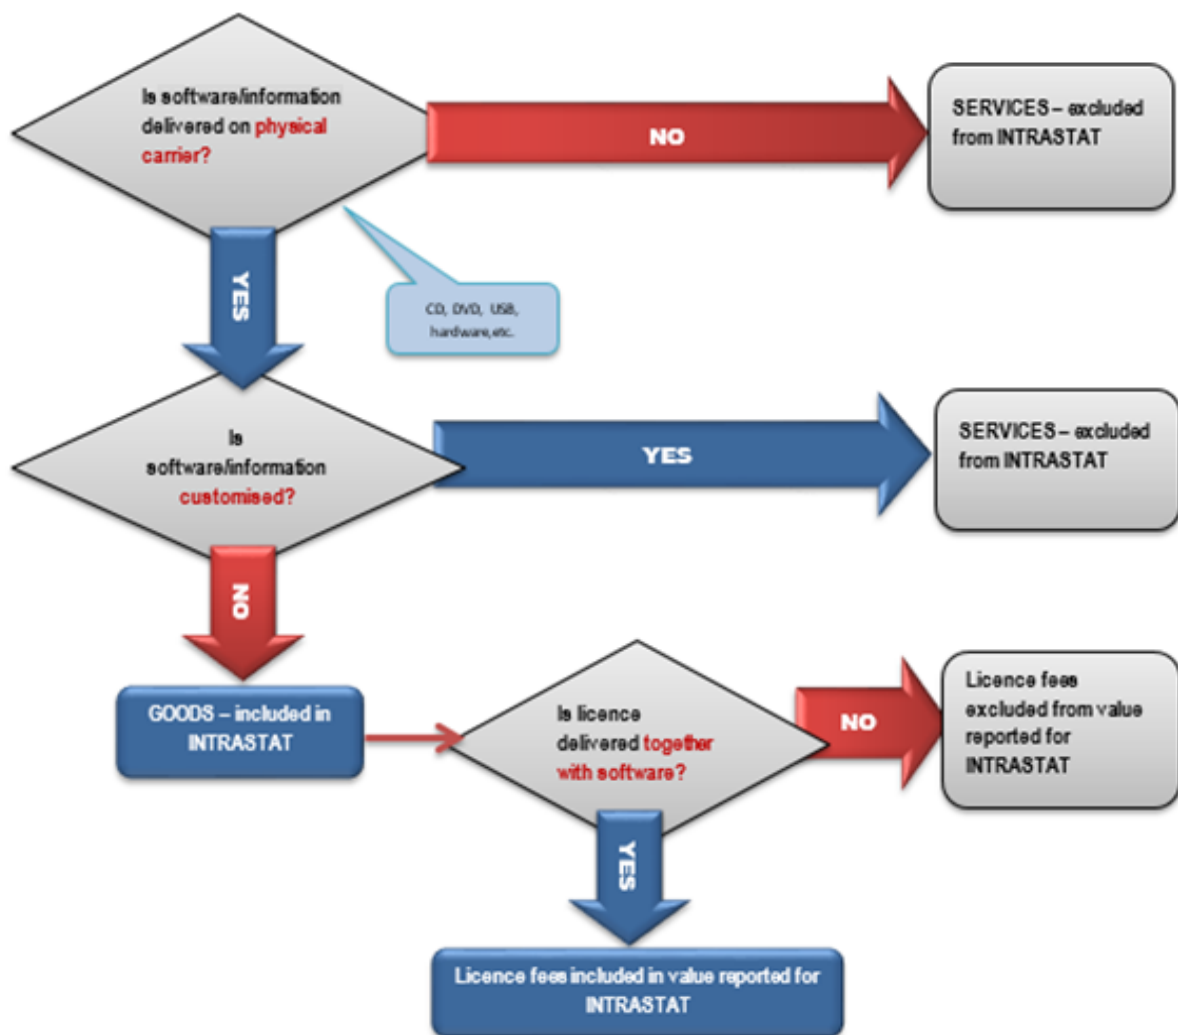 Is software/information
delivered on physical
carrier?
NO
SERVICES – excluded
from INTRASTAT
YES
CD, DVD, USB,
hardware,etc.
Is
software/information
customised?
YES
SERVICES – excluded
from INTRASTAT
NO
GOODS – included in
INTRASTAT
Is licence
delivered together
with software?
NO
Licence fees
excluded from value
reported for
INTRASTAT
YES
Licence fees included in value reported for
INTRASTAT